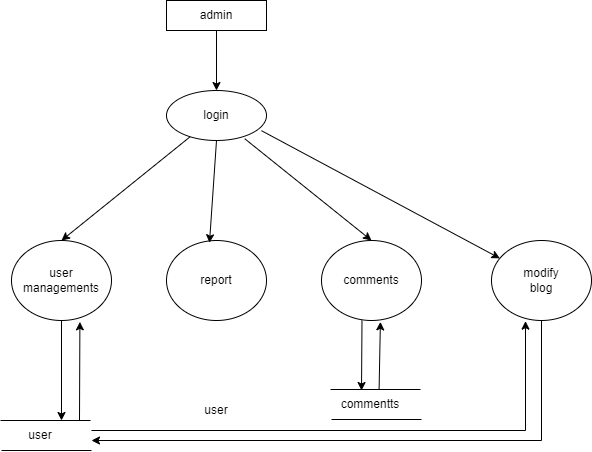 admin
login
user
managements
report
comments
modify
blog
commentts
user
user